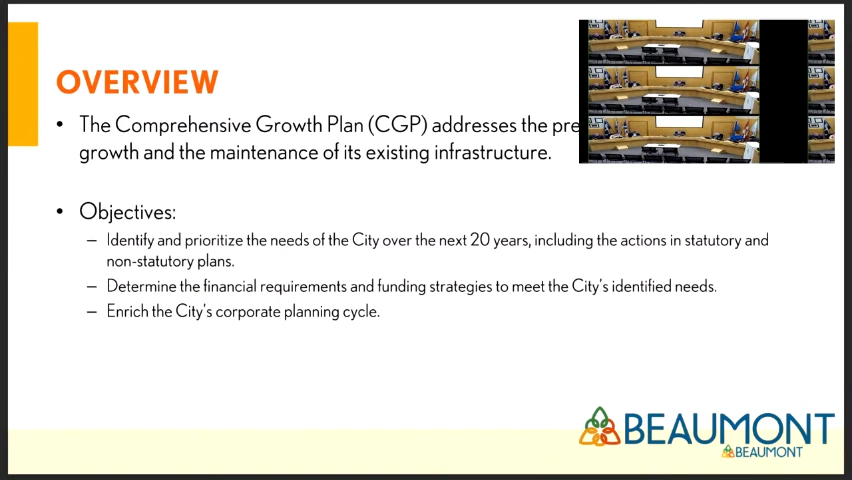 OVERVIEW
• The Comprehensive Growth Plan (CGP) addresses the
growth and the maintenance of its existing infrastructure.
• Objectives:
– Identify and prioritize the needs of the City over the next 20 years, including the actions in statutory and
non-statutory plans.
– Determine the financial requirements and funding strategies to meet the City's identified needs.
– Enrich the City's corporate planning cycle.
BEAUMONT
BEAUMONT